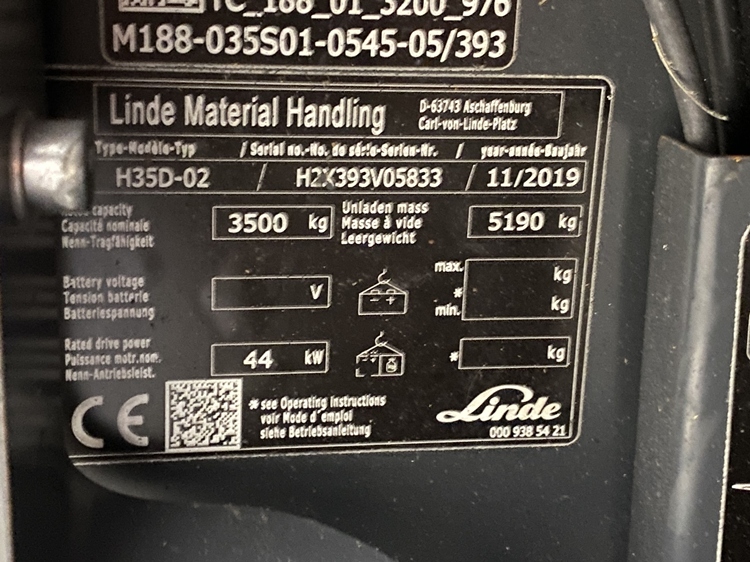 TC_188_01_3200_976
M188-035S01-0545-05/393
Linde Material Handling
D-63743 Aschaffenburg
Carl-von-Linde-Platz
Type-Modèle-Typ / Serial no.-No. de série-Serien-Nr. / year-année-Baujahr
H35D-02 / H2X393V05833 / 11/2019
capacity
Capacité nominale
Nenn-Tragfähigkeit
3500 kg
Unladen mass
Masse à vide
Leergewicht
5190 kg
Battery voltage
Tension batterie
Batteriespannung
V
- +
max. kg
*
min. kg
Rated drive power
Puissance motr.nom.
Nenn-Antriebsleist.
44 kW
* kg
CE
* see Operating Instructions
voir Mode d'emploi
siehe Betriebsanleitung
Linde
000 938 54 21